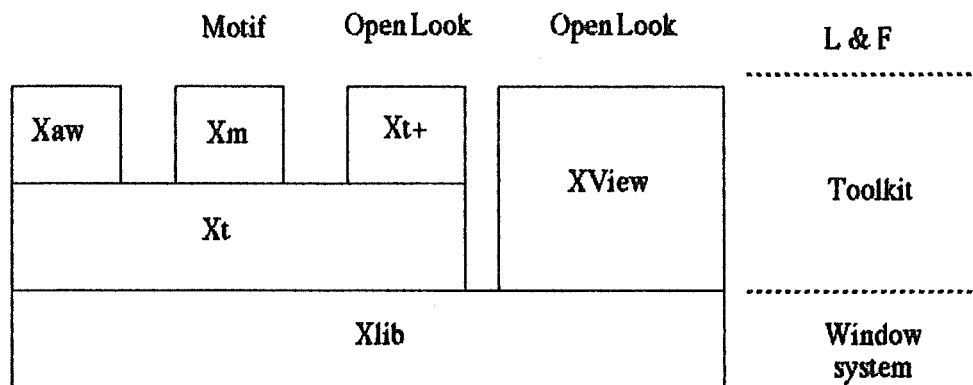 Motif OpenLook OpenLook L & F
Xaw Xm Xt+
XView Toolkit
Xt
Xlib Window
system